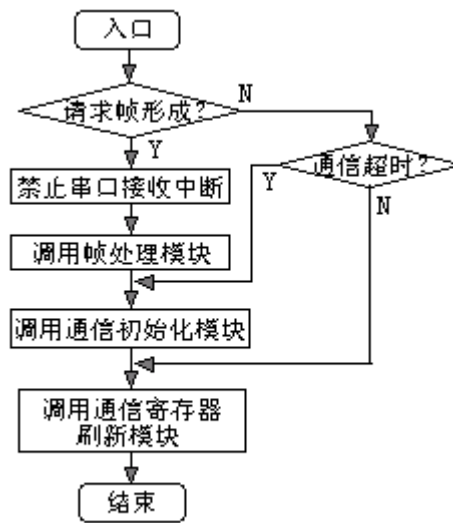 入口
请求帧形成?
N
Y
通信超时?
禁止串口接收中断
Y
N
调用帧处理模块
调用通信初始化模块
调用通信寄存器
刷新模块
结束